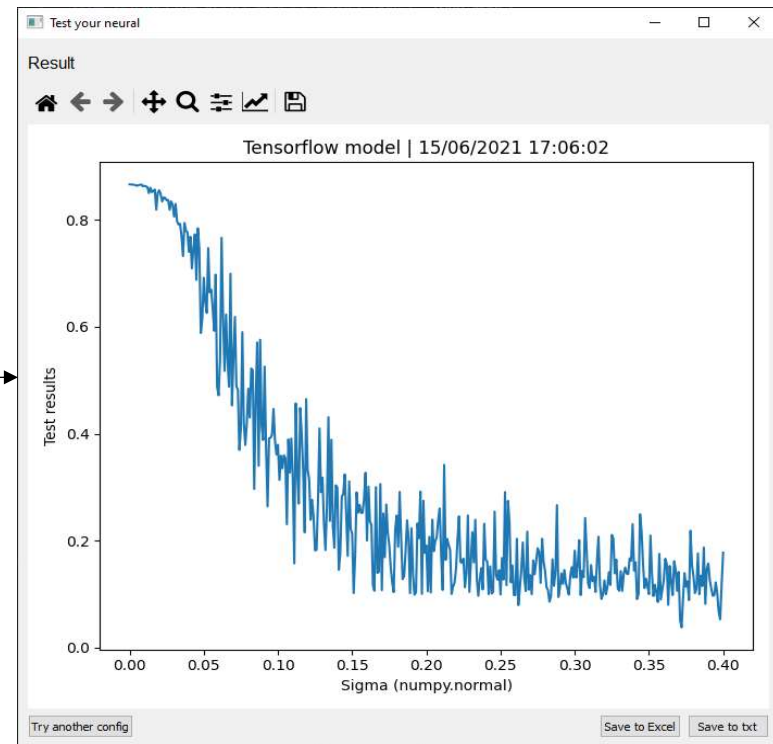 Test your neural
Result
Tensorflow model | 15/06/2021 17:06:02
Test results
0.8
0.6
0.4
0.2
0.0
0.00 0.05 0.10 0.15 0.20 0.25 0.30 0.35 0.40
Sigma (numpy.normal)
Try another config Save to Excel Save to txt